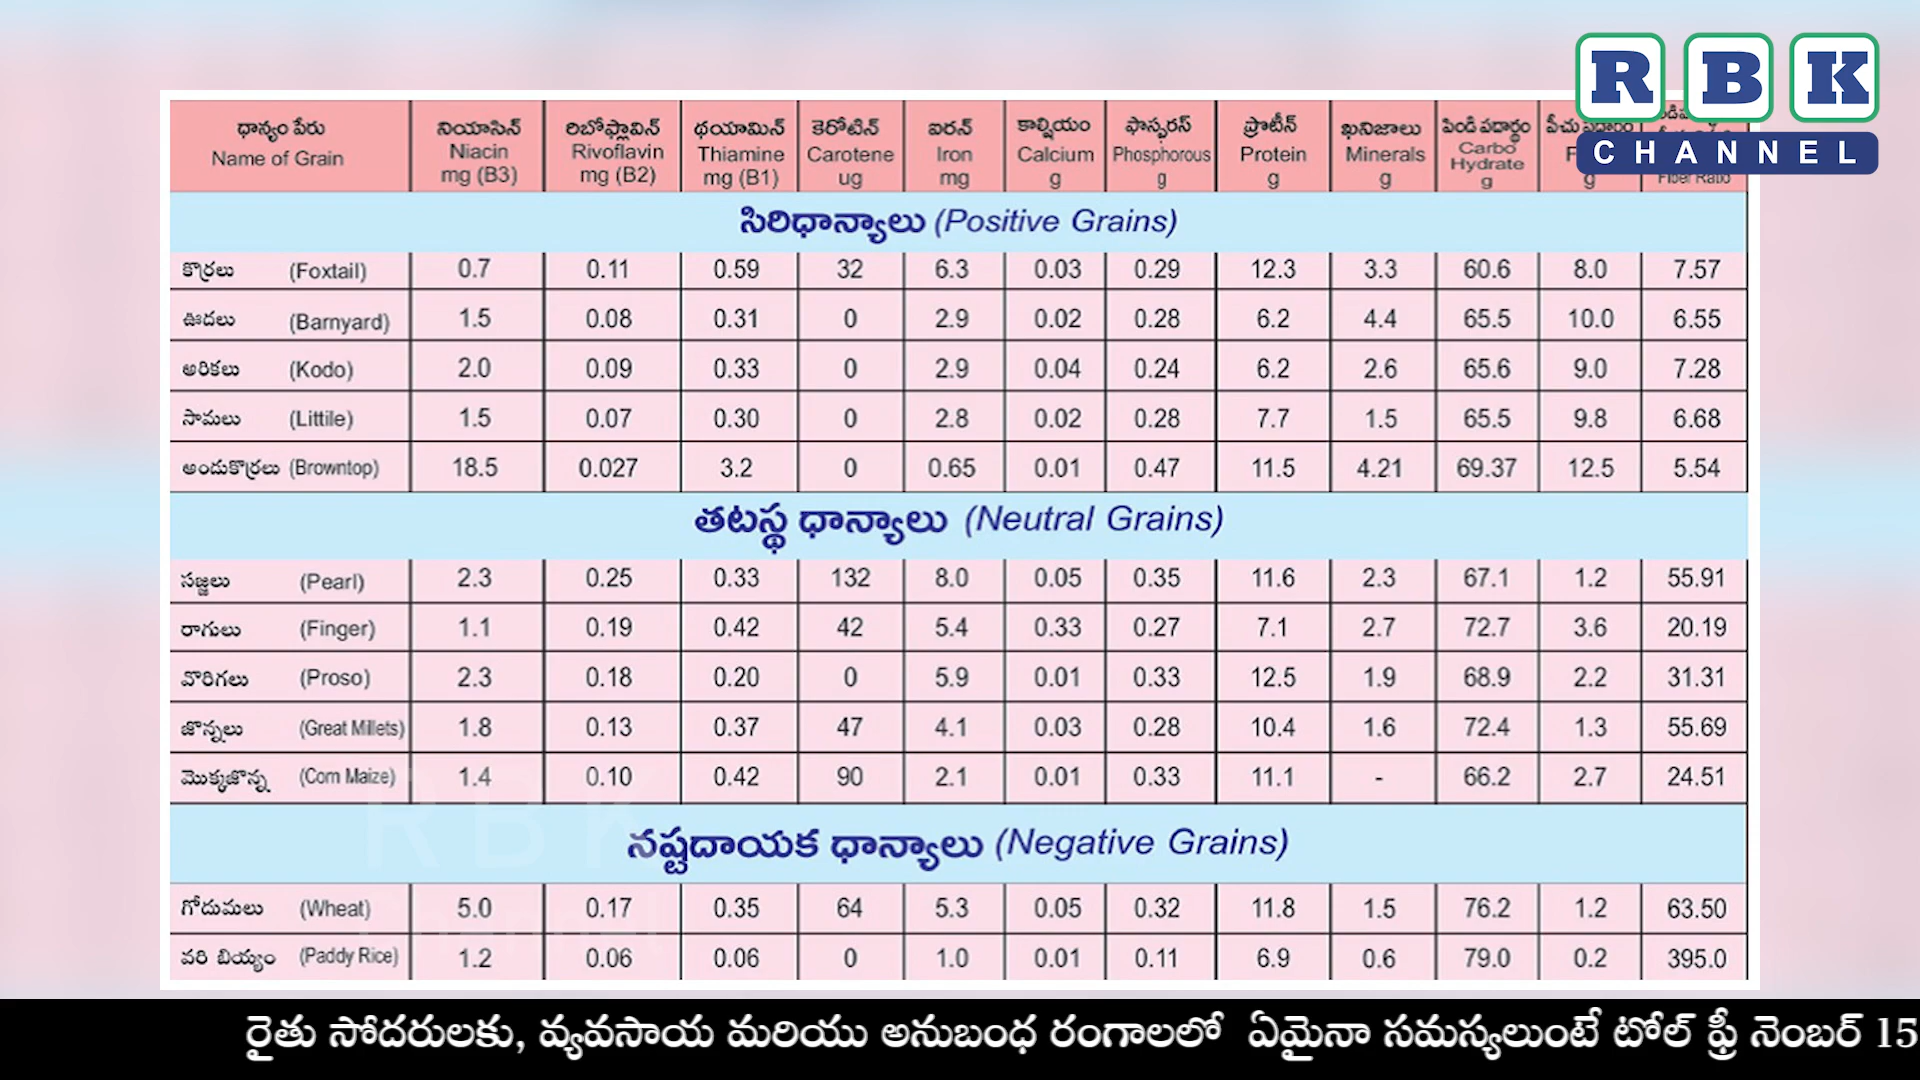 R B K
CHANNEL
ధాన్యం పేరు నియాసిన్ రిబోఫ్లావిన్ థయామిన్ కెరోటిన్ ఐరన్ కాల్షియం ఫాస్ఫరస్ ప్రొటీన్ ఖనిజాలు పిండి పదార్థం పీచు పదార్థం
Name of Grain Niacin Rivoflavin Thiamine Carotene Iron Calcium Phosphorous Protein Minerals Carbo Hydrate
mg (B3) mg (B2) mg (B1) ug mg g g g g g g Fiber Ratio
సిరిధాన్యాలు (Positive Grains)
కొర్రలు (Foxtail) 0.7 0.11 0.59 32 6.3 0.03 0.29 12.3 3.3 60.6 8.0 7.57
ఊదలు (Barnyard) 1.5 0.08 0.31 0 2.9 0.02 0.28 6.2 4.4 65.5 10.0 6.55
అరికలు (Kodo) 2.0 0.09 0.33 0 2.9 0.04 0.24 6.2 2.6 65.6 9.0 7.28
సామలు (Littile) 1.5 0.07 0.30 0 2.8 0.02 0.28 7.7 1.5 65.5 9.8 6.68
అందుకొర్రలు (Browntop) 18.5 0.027 3.2 0 0.65 0.01 0.47 11.5 4.21 69.37 12.5 5.54
తటస్థ ధాన్యాలు (Neutral Grains)
సజ్జలు (Pearl) 2.3 0.25 0.33 132 8.0 0.05 0.35 11.6 2.3 67.1 1.2 55.91
రాగులు (Finger) 1.1 0.19 0.42 42 5.4 0.33 0.27 7.1 2.7 72.7 3.6 20.19
వొరిగలు (Proso) 2.3 0.18 0.20 0 5.9 0.01 0.33 12.5 1.9 68.9 2.2 31.31
జొన్నలు (Great Millets) 1.8 0.13 0.37 47 4.1 0.03 0.28 10.4 1.6 72.4 1.3 55.69
మొక్కజొన్న (Corn Maize) 1.4 0.10 0.42 90 2.1 0.01 0.33 11.1 - 66.2 2.7 24.51
నష్టదాయక ధాన్యాలు (Negative Grains)
గోదుమలు (Wheat) 5.0 0.17 0.35 64 5.3 0.05 0.32 11.8 1.5 76.2 1.2 63.50
వరి బియ్యం (Paddy Rice) 1.2 0.06 0.06 0 1.0 0.01 0.11 6.9 0.6 79.0 0.2 395.0
RBK
Channel
రైతు సోదరులకు, వ్యవసాయ మరియు అనుబంధ రంగాలలో ఏమైనా సమస్యలుంటే టోల్ ఫ్రీ నెంబర్ 15